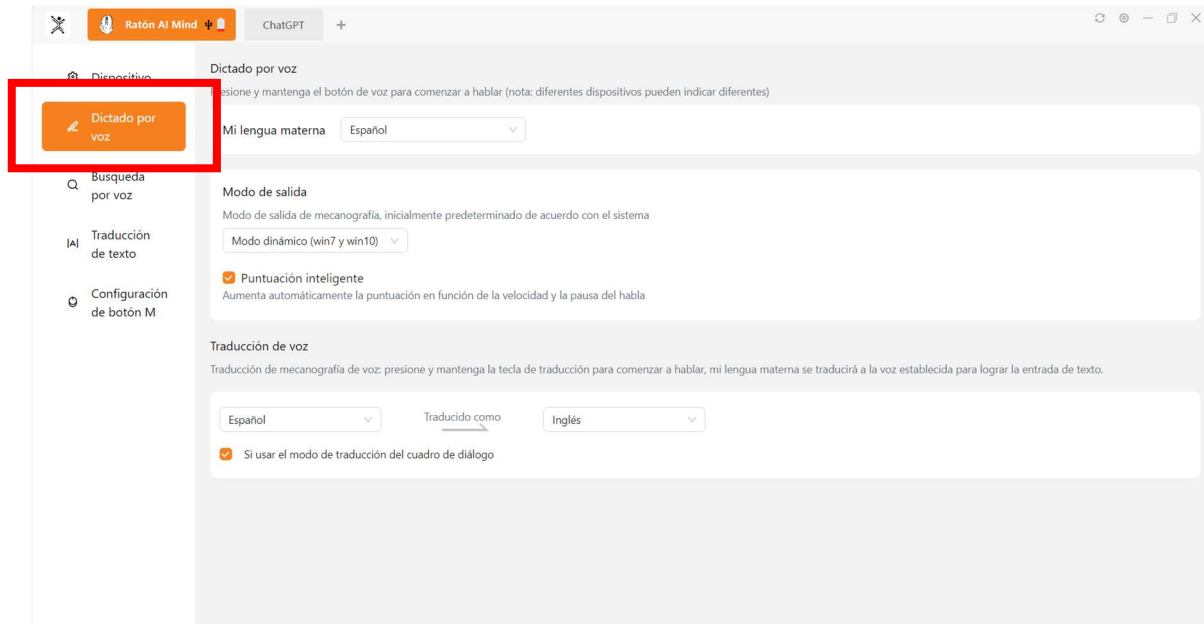 Ratón AI Mind
ChatGPT
+
Dispositivo
Dictado por
voz
Busqueda
por voz
Traducción
de texto
Configuración
de botón M
Dictado por voz
Presione y mantenga el botón de voz para comenzar a hablar (nota: diferentes dispositivos pueden indicar diferentes)
Mi lengua materna
Español
Modo de salida
Modo de salida de mecanografía, inicialmente predeterminado de acuerdo con el sistema
Modo dinámico (win7 y win10)
Puntuación inteligente
Aumenta automáticamente la puntuación en función de la velocidad y la pausa del habla
Traducción de voz
Traducción de mecanografía de voz: presione y mantenga la tecla de traducción para comenzar a hablar, mi lengua materna se traducirá a la voz establecida para lograr la entrada de texto.
Español
Traducido como
Inglés
Si usar el modo de traducción del cuadro de diálogo